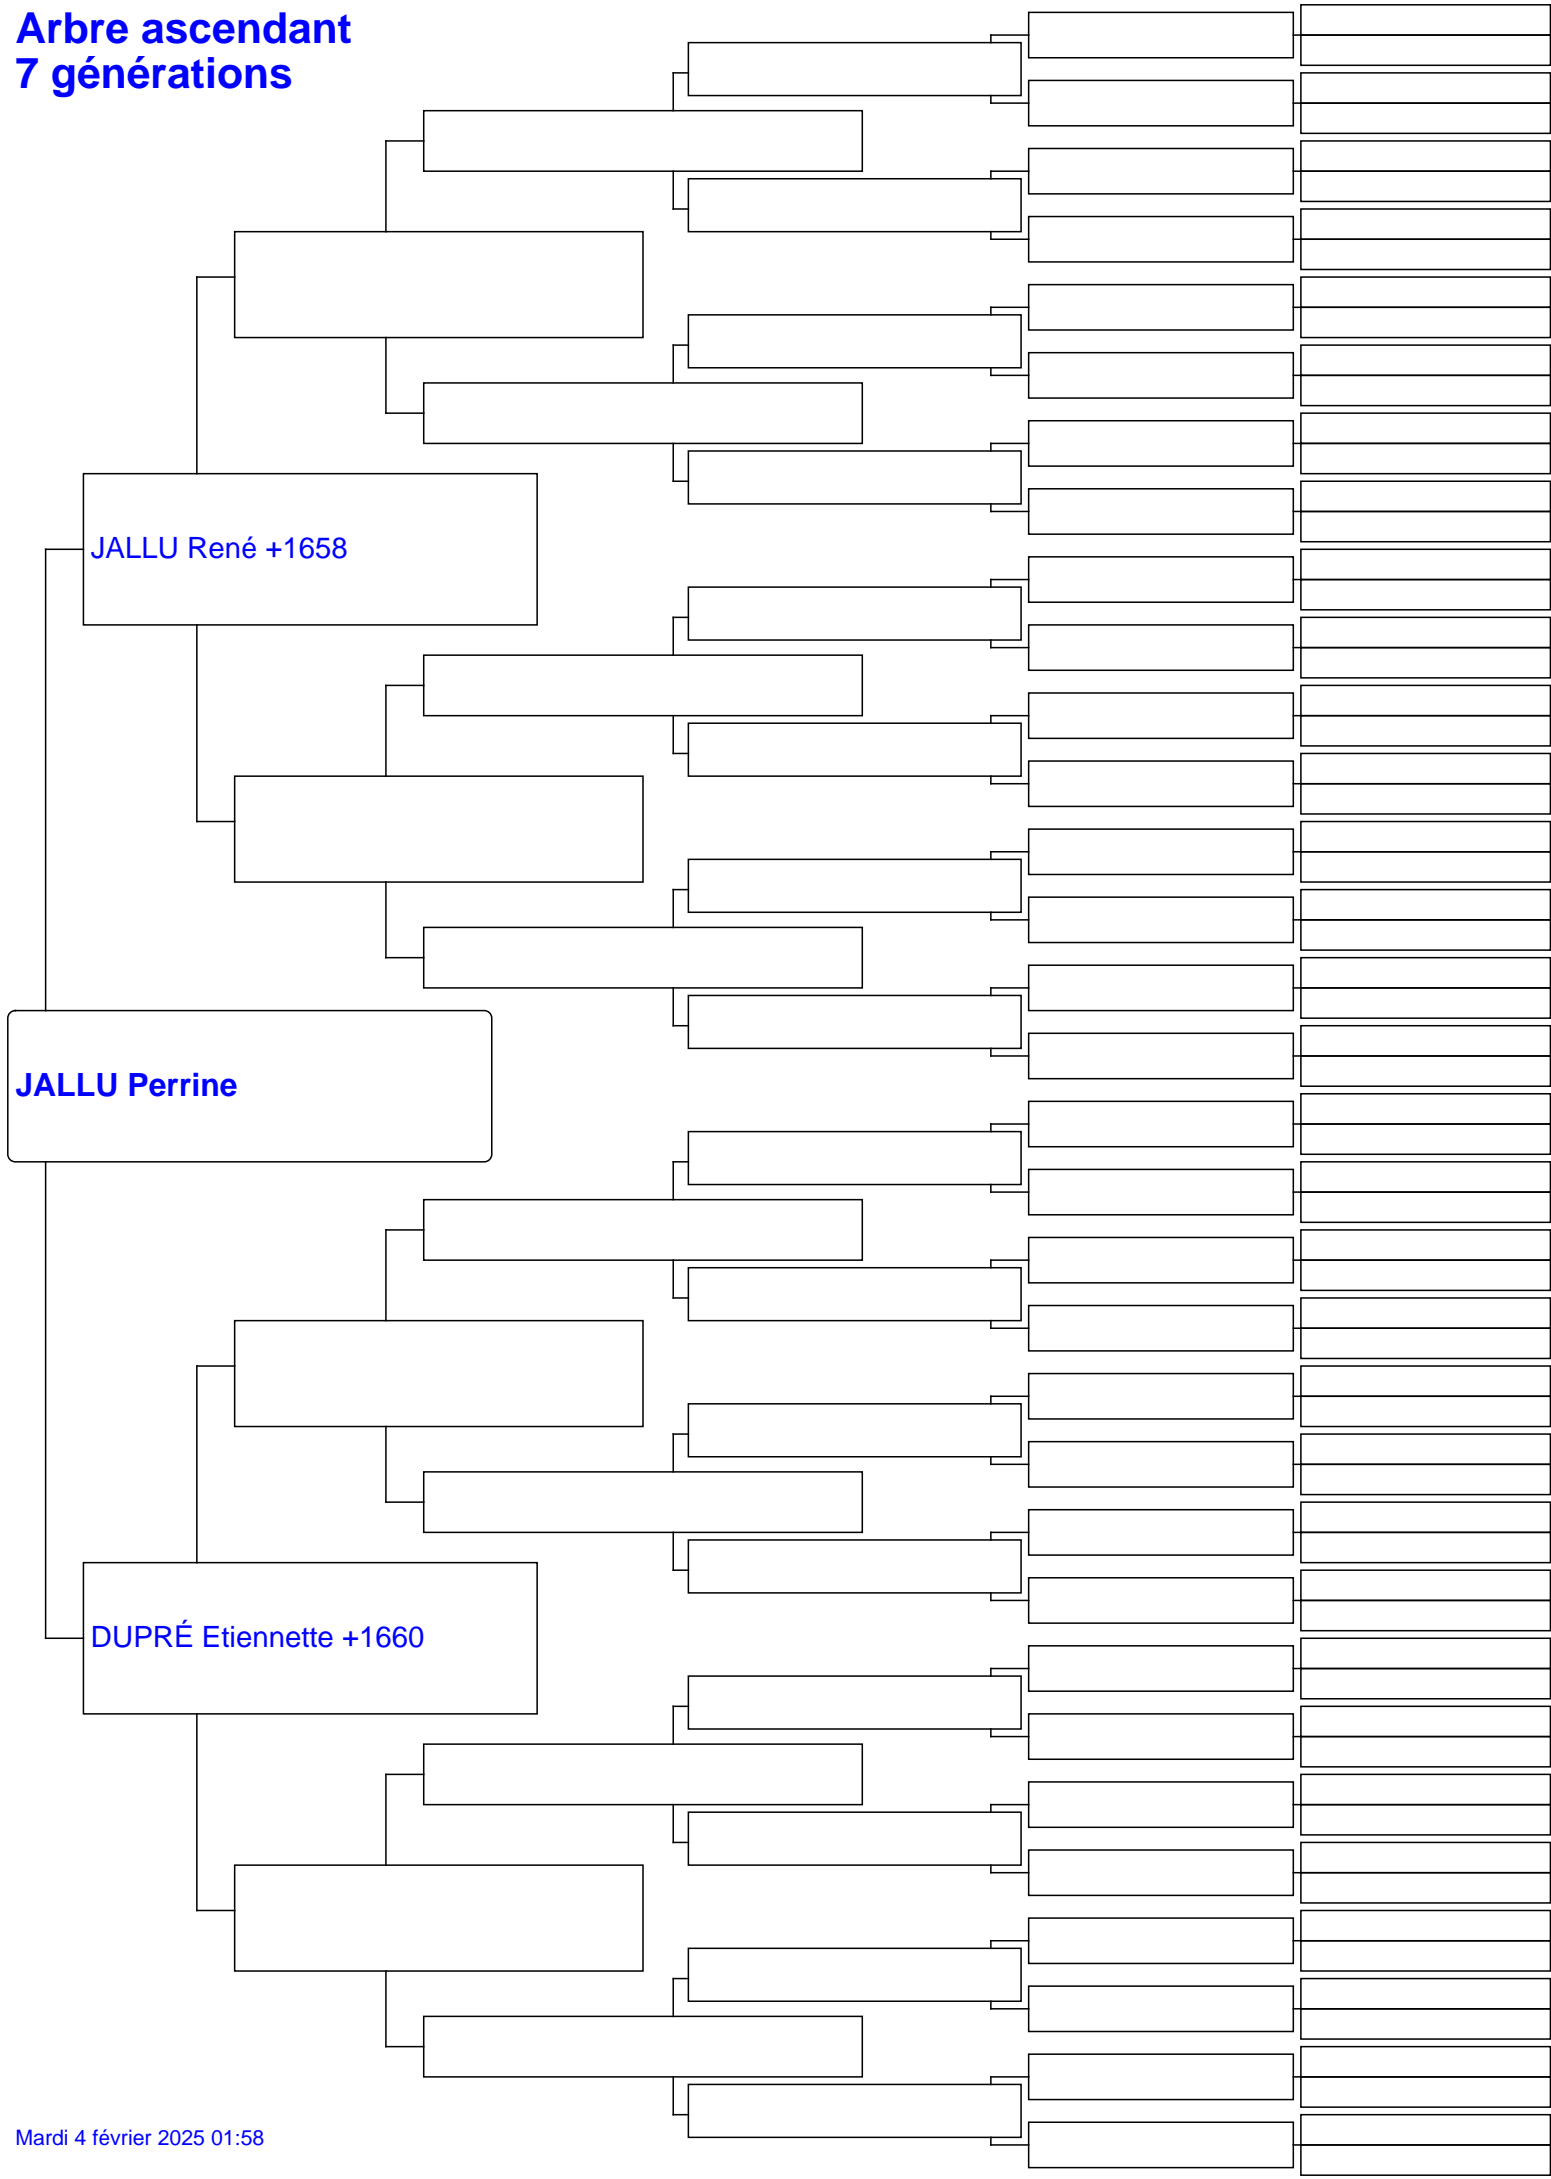 Arbre ascendant
7 générations
JALLU René +1658
JALLU Perrine
DUPRÉ Etiennette +1660
Mardi 4 février 2025 01:58